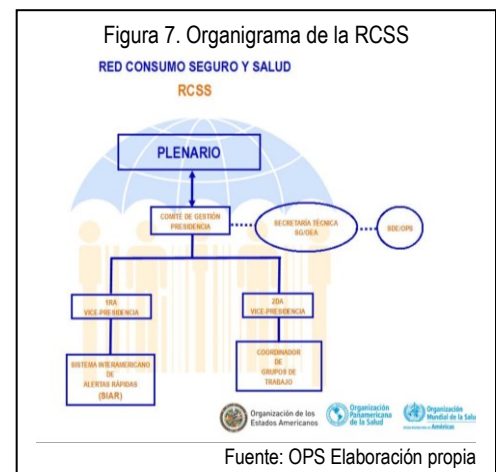 Figura 7. Organigrama de la RCSS
RED CONSUMO SEGURO Y SALUD
RCSS
PLENARIO
COMITÉ DE GESTIÓN
PRESIDENCIA
SECRETARÍA TÉCNICA
SG/OEA
SDE/OPS
1RA
VICE-PRESIDENCIA
2DA
VICE-PRESIDENCIA
SISTEMA INTERAMERICANO
DE
ALERTAS RÁPIDAS
(SIAR)
COORDINADOR
DE
GRUPOS DE
TRABAJO
Organización de los
Estados Americanos
Organización
Panamericana
de la Salud
Organización
Mundial de la Salu
Américas
Fuente: OPS Elaboración propia